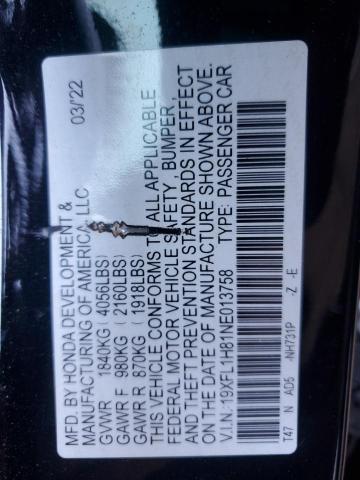 MFD. BY HONDA DEVELOPMENT & 03/22
MANUFACTURING OF AMERICA, LLC
GVWR 1840KG (4056LBS)
GAWR F 980KG (2160LBS)
GAWR R 870KG (1918LBS)
THIS VEHICLE CONFORMS TO ALL APPLICABLE
FEDERAL MOTOR VEHICLE SAFETY, BUMPER,
AND THEFT PREVENTION STANDARDS IN EFFECT
ON THE DATE OF MANUFACTURE SHOWN ABOVE.
V.I.N.: 19XFL1H81NE013758 TYPE: PASSENGER CAR
T47 N AD5 -NH731P -Z -E